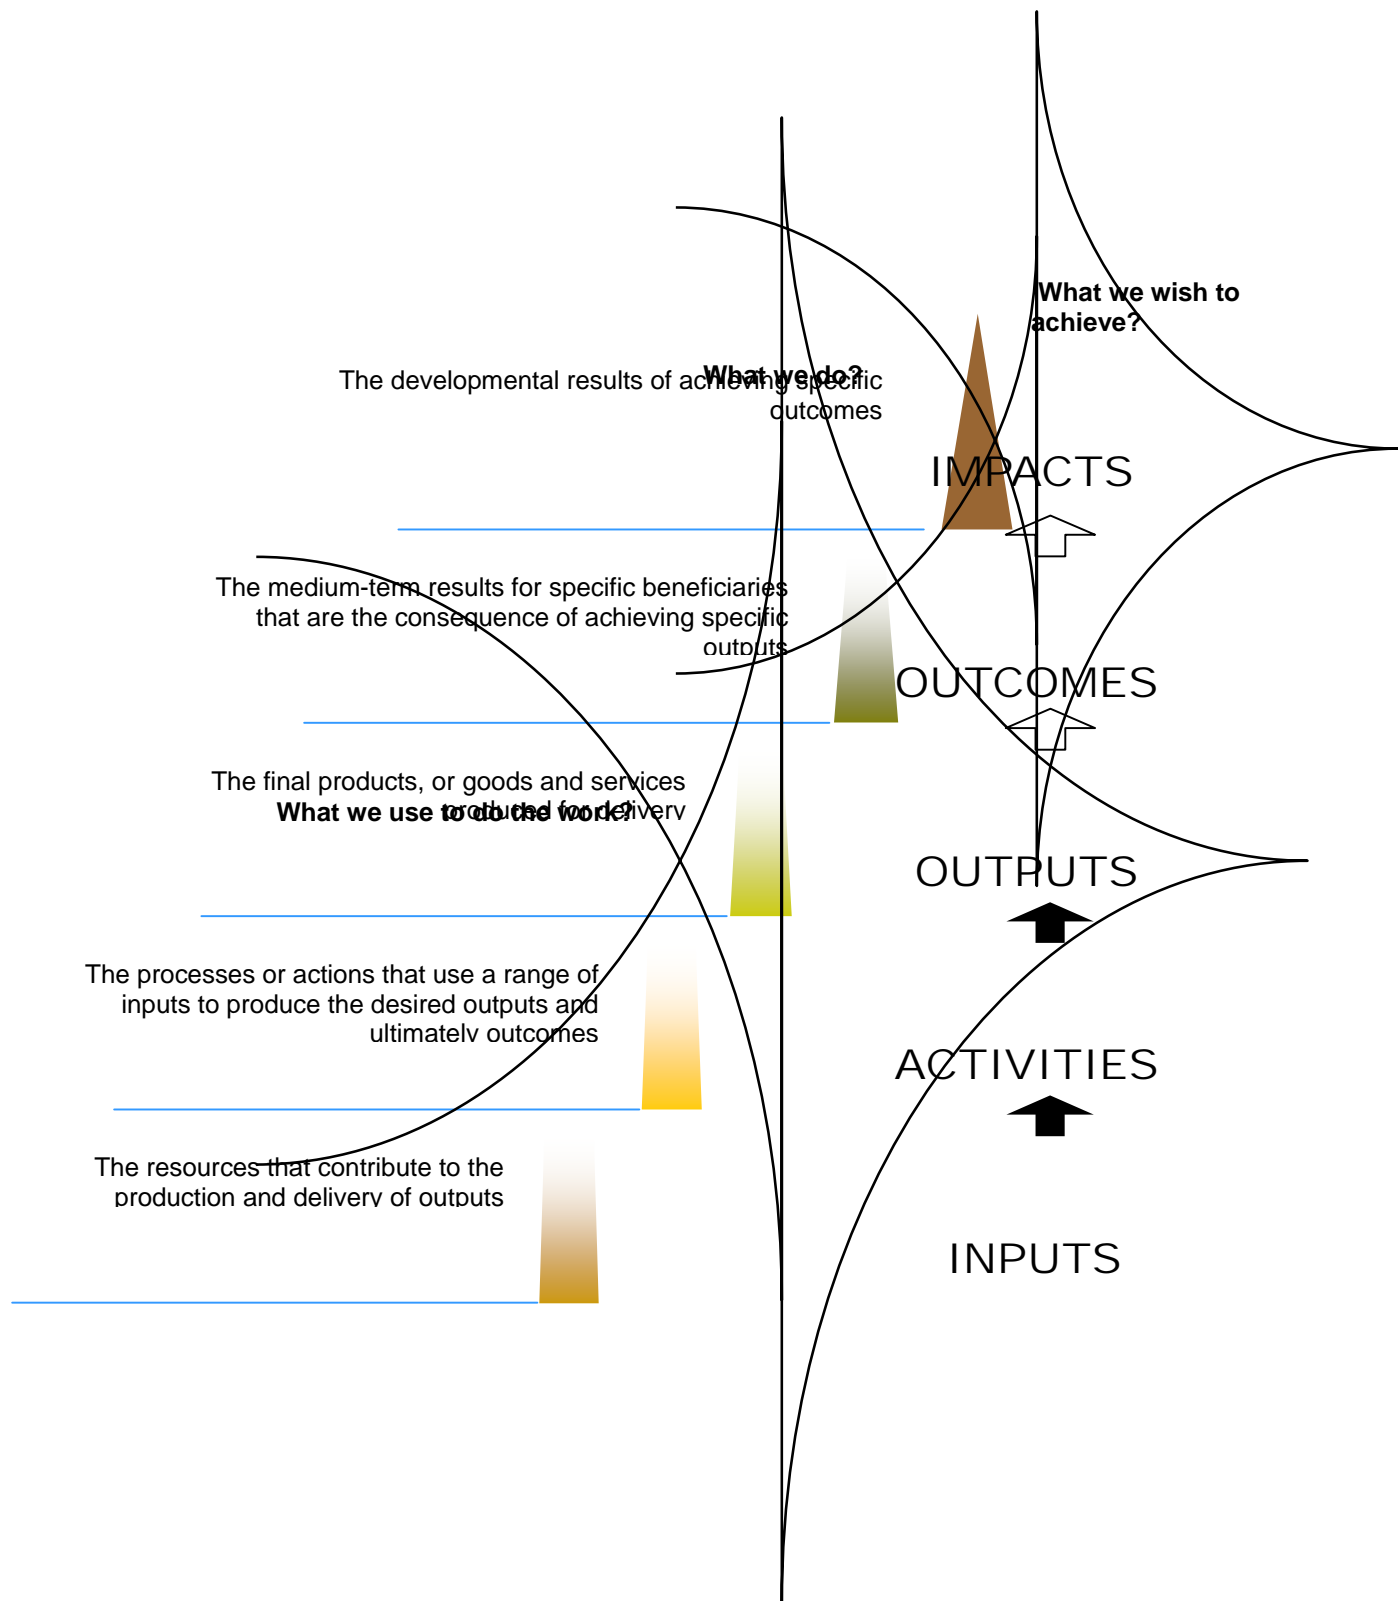 What we wish to
achieve?
What we do?
The developmental results of achieving specific
outcomes
IMPACTS
The medium-term results for specific beneficiaries
that are the consequence of achieving specific
outputs
OUTCOMES
The final products, or goods and services
produced for delivery
What we use to do the work?
OUTPUTS
The processes or actions that use a range of
inputs to produce the desired outputs and
ultimately outcomes
ACTIVITIES
The resources that contribute to the
production and delivery of outputs
INPUTS